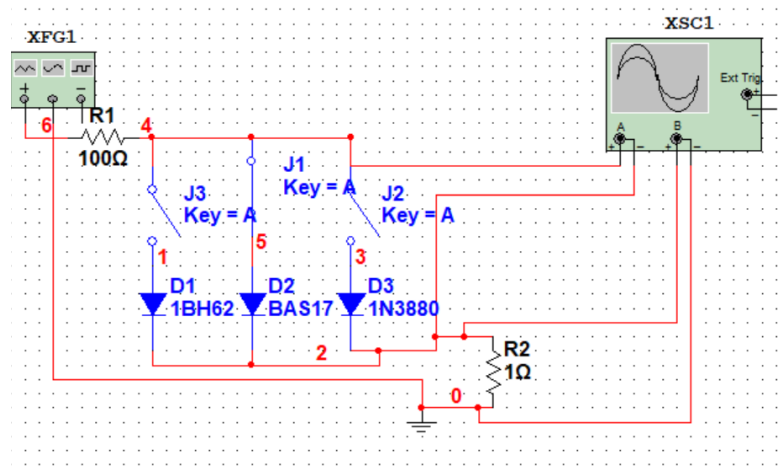 XFG1
XSC1
Ext Trig
+
−
A
B
+ −
+ −
+ −
6
R1
100Ω
4
J3
Key = A
J1
Key = A
J2
Key = A
5
1
3
D1
1BH62
D2
BAS17
D3
1N3880
2
R2
1Ω
0